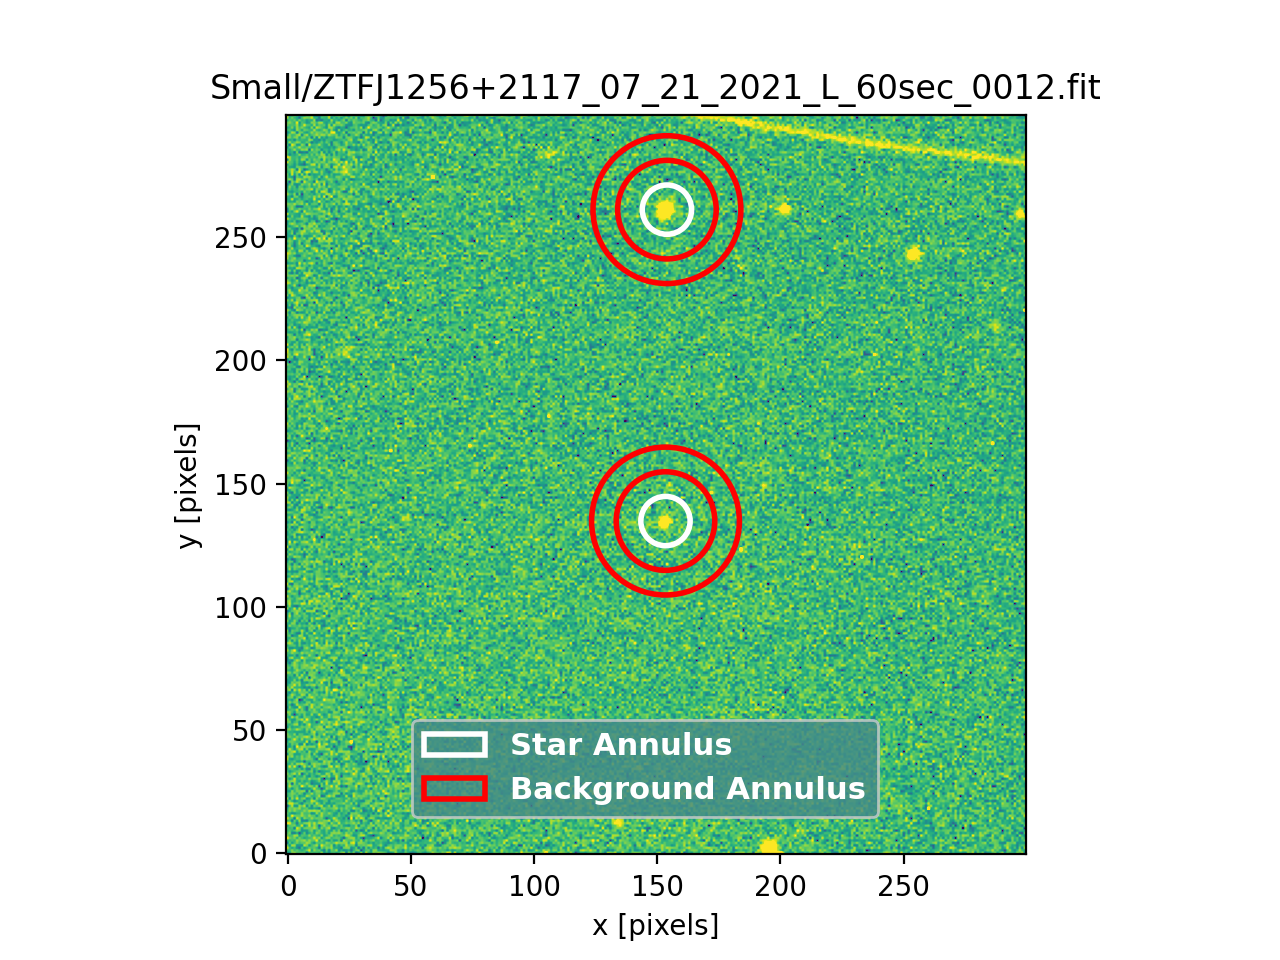 Small/ZTFJ1256+2117_07_21_2021_L_60sec_0012.fit
250
200
150
100
50
0
y [pixels]
Star Annulus
Background Annulus
0 50 100 150 200 250
x [pixels]